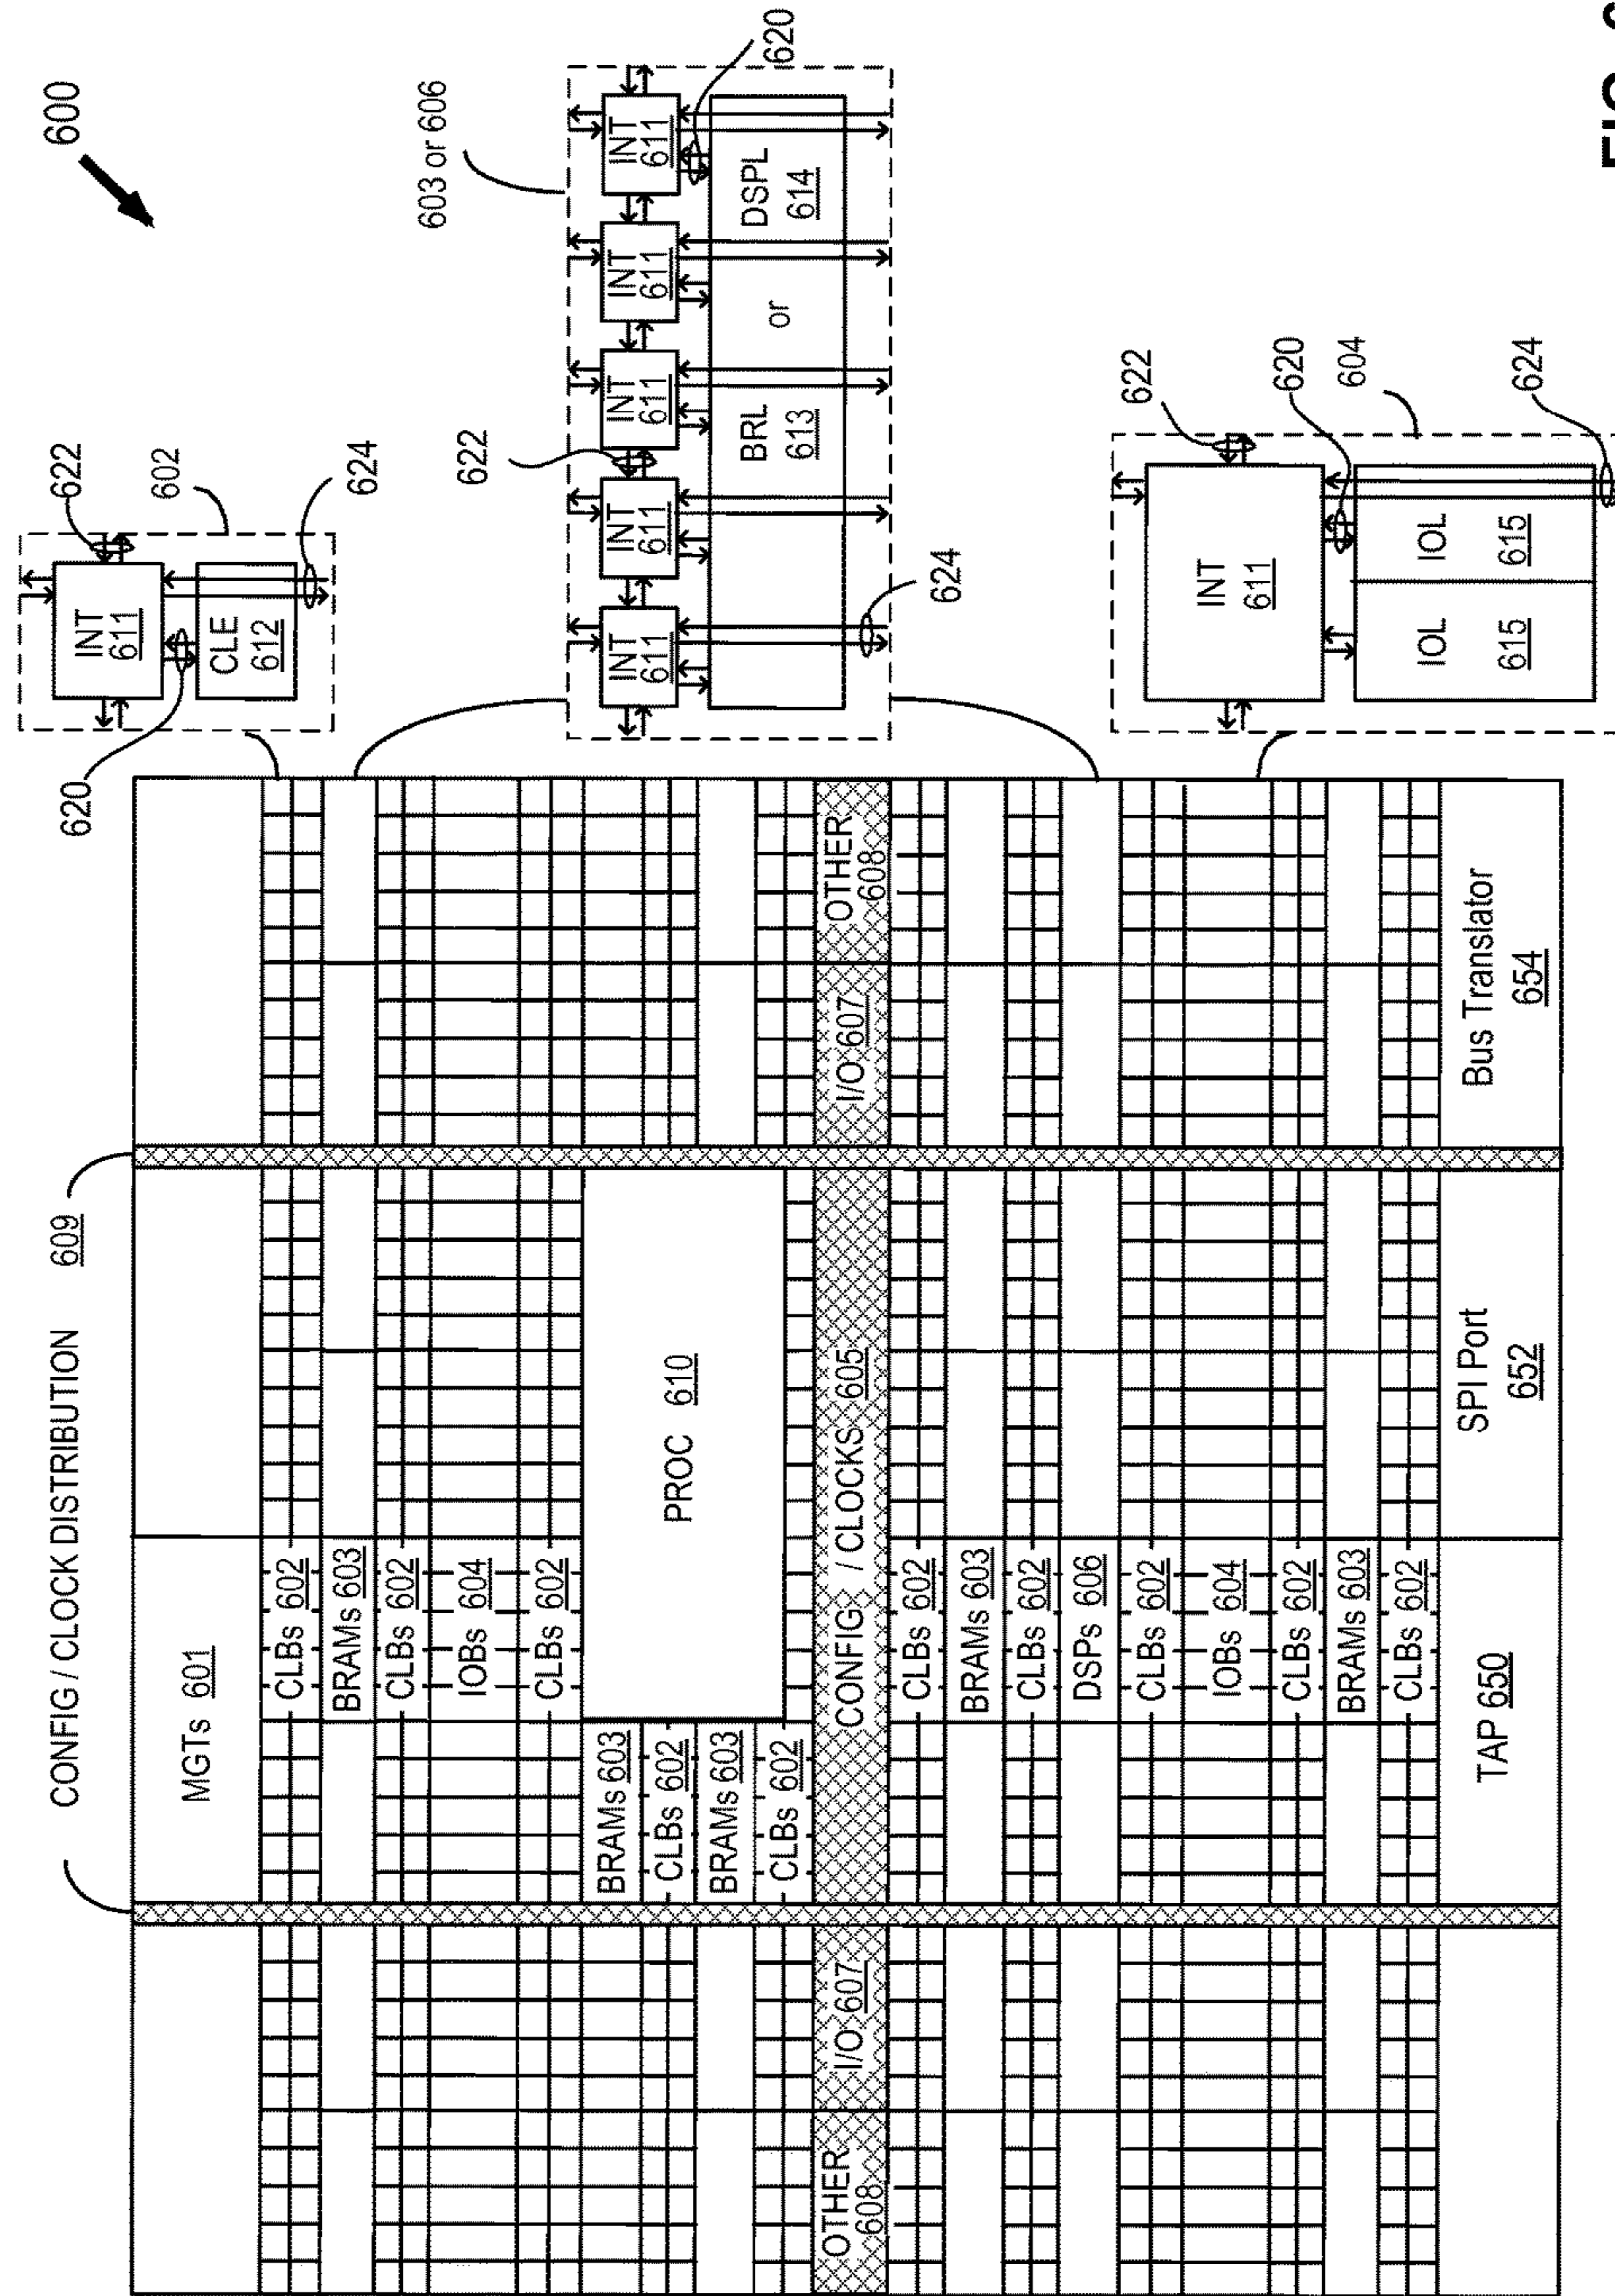 600
CONFIG / CLOCK DISTRIBUTION 609
MGTs 601
CLBs 602
BRAMs 603
CLBs 602
IOBs 604
CLBs 602
BRAMs 603
CLBs 602
BRAMs 603
CLBs 602
PROC 610
OTHER
608
I/O 607
CONFIG / CLOCKS 605
I/O 607
OTHER
608
CLBs 602
BRAMs 603
CLBs 602
DSPs 606
CLBs 602
IOBs 604
CLBs 602
BRAMs 603
CLBs 602
TAP 650
SPI Port
652
Bus Translator
654
620
INT
611
CLE
612
622
602
624
603 or 606
622
620
INT
611
INT
611
INT
611
INT
611
INT
611
BRL
613
or
DSPL
614
624
622
620
604
INT
611
IOL
615
IOL
615
624
FIG.